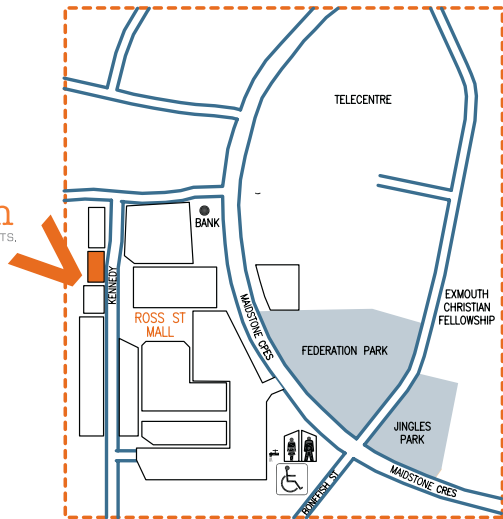 TELECENTRE
BANK
TS.
KENNEDY
ROSS ST
MALL
MAIDSTONE CRES
EXMOUTH
CHRISTIAN
FELLOWSHIP
FEDERATION PARK
JINGLES
PARK
MAIDSTONE CRES
BONEFISH ST